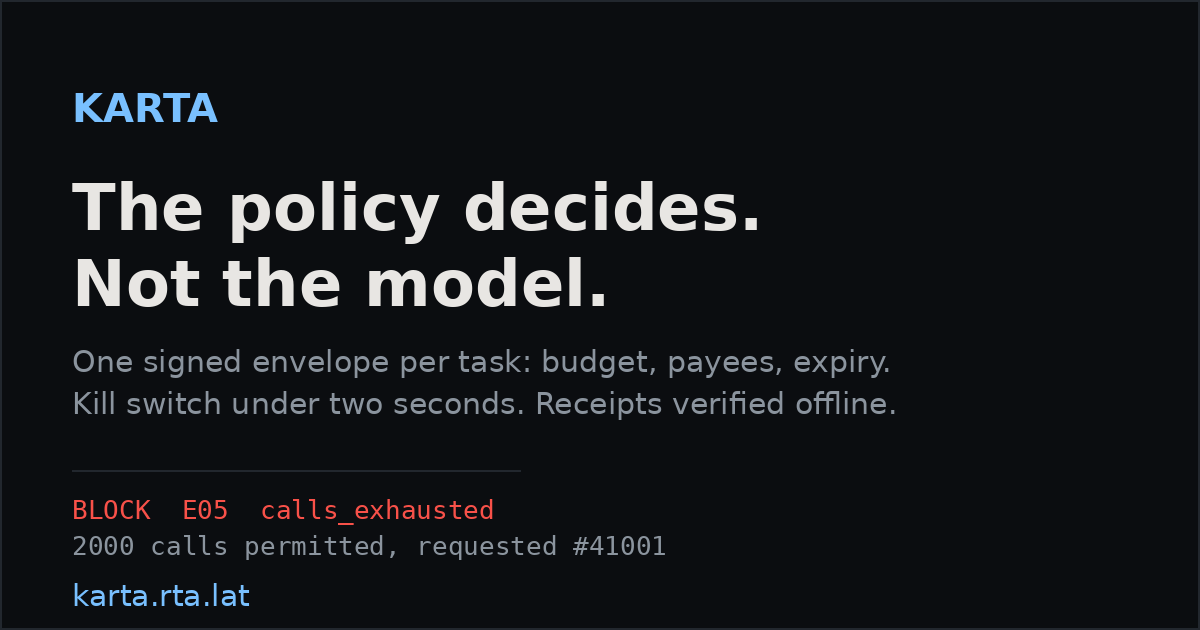 KARTA
The policy decides.
Not the model.
One signed envelope per task: budget, payees, expiry.
Kill switch under two seconds. Receipts verified offline.
BLOCK  E05  calls_exhausted
2000 calls permitted, requested #41001
karta.rta.lat